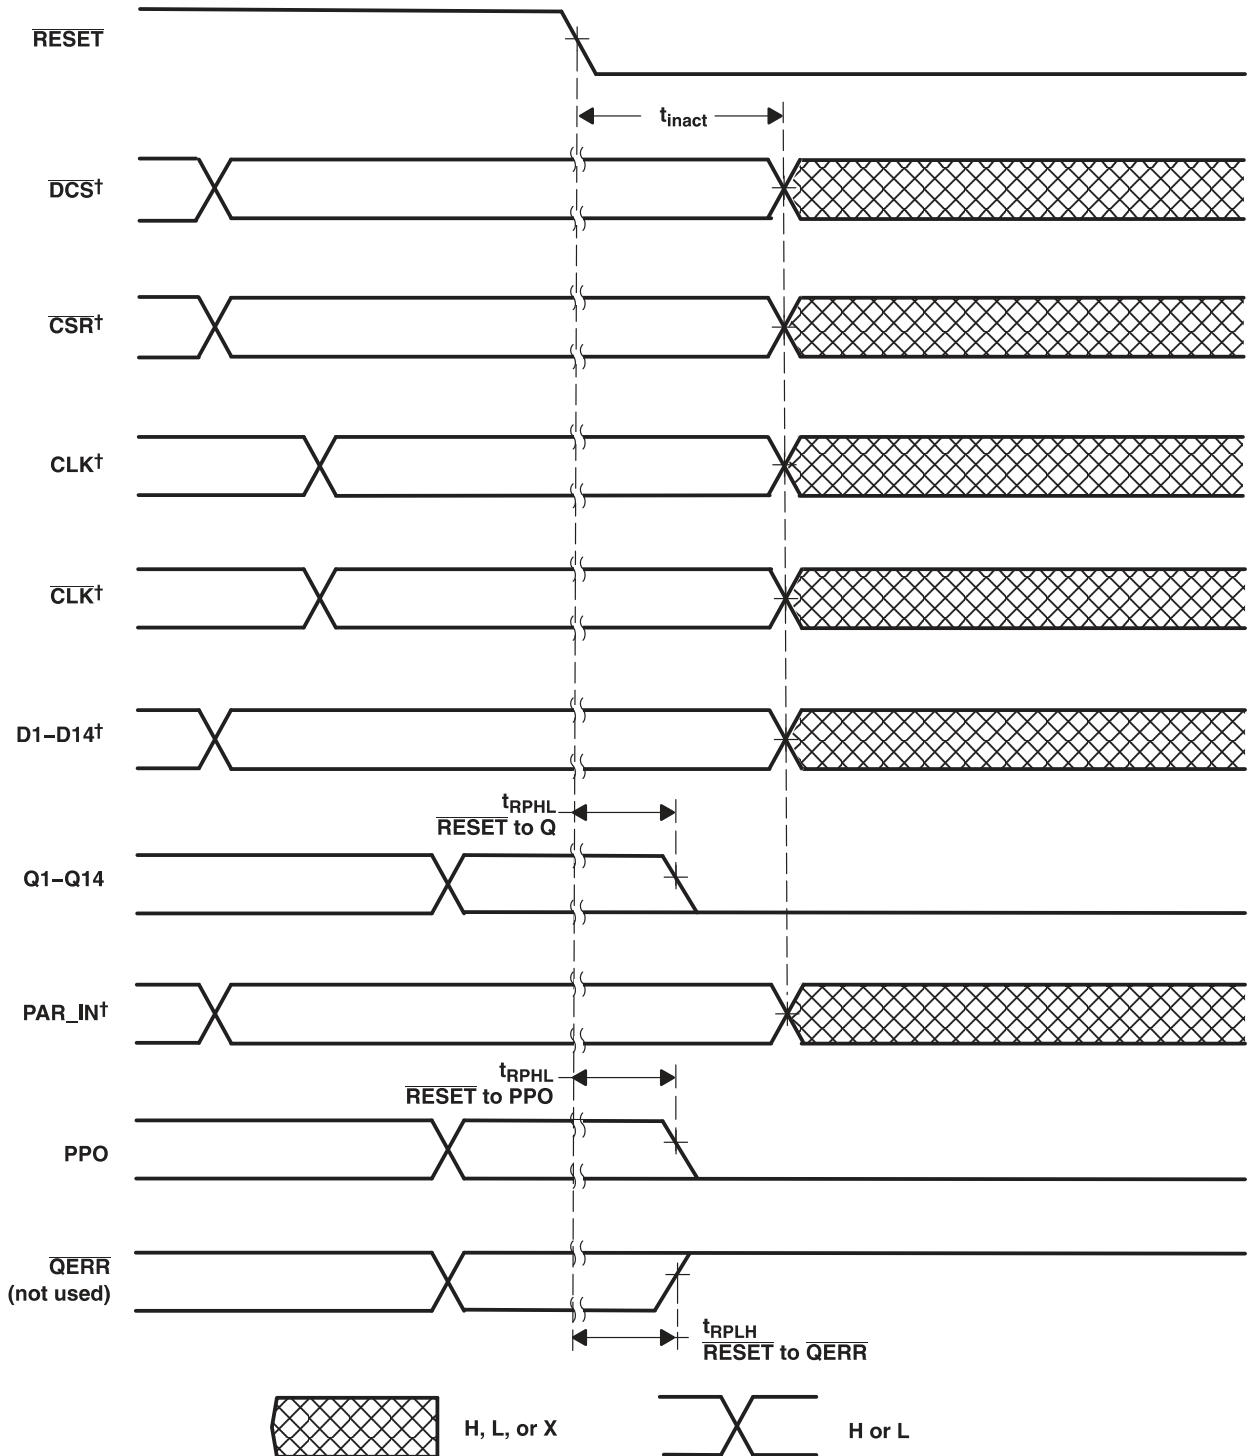 RESET
tinact
DCS†
CSR†
CLK†
CLK†
D1–D14†
tRPHL
RESET to Q
Q1–Q14
PAR_IN†
tRPHL
RESET to PPO
PPO
QERR
(not used)
tRPLH
RESET to QERR
H, L, or X
H or L